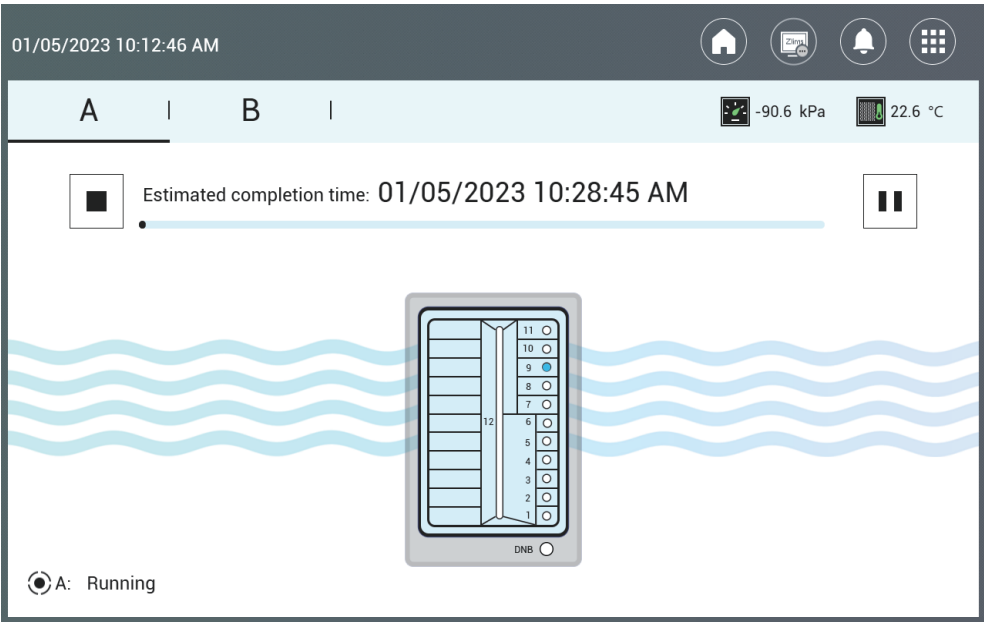 01/05/2023 10:12:46 AM
Zlims
A | B |
-90.6 kPa
22.6 °C
Estimated completion time: 01/05/2023 10:28:45 AM
11
10
9
8
7
12
6
5
4
3
2
1
DNB
A: Running